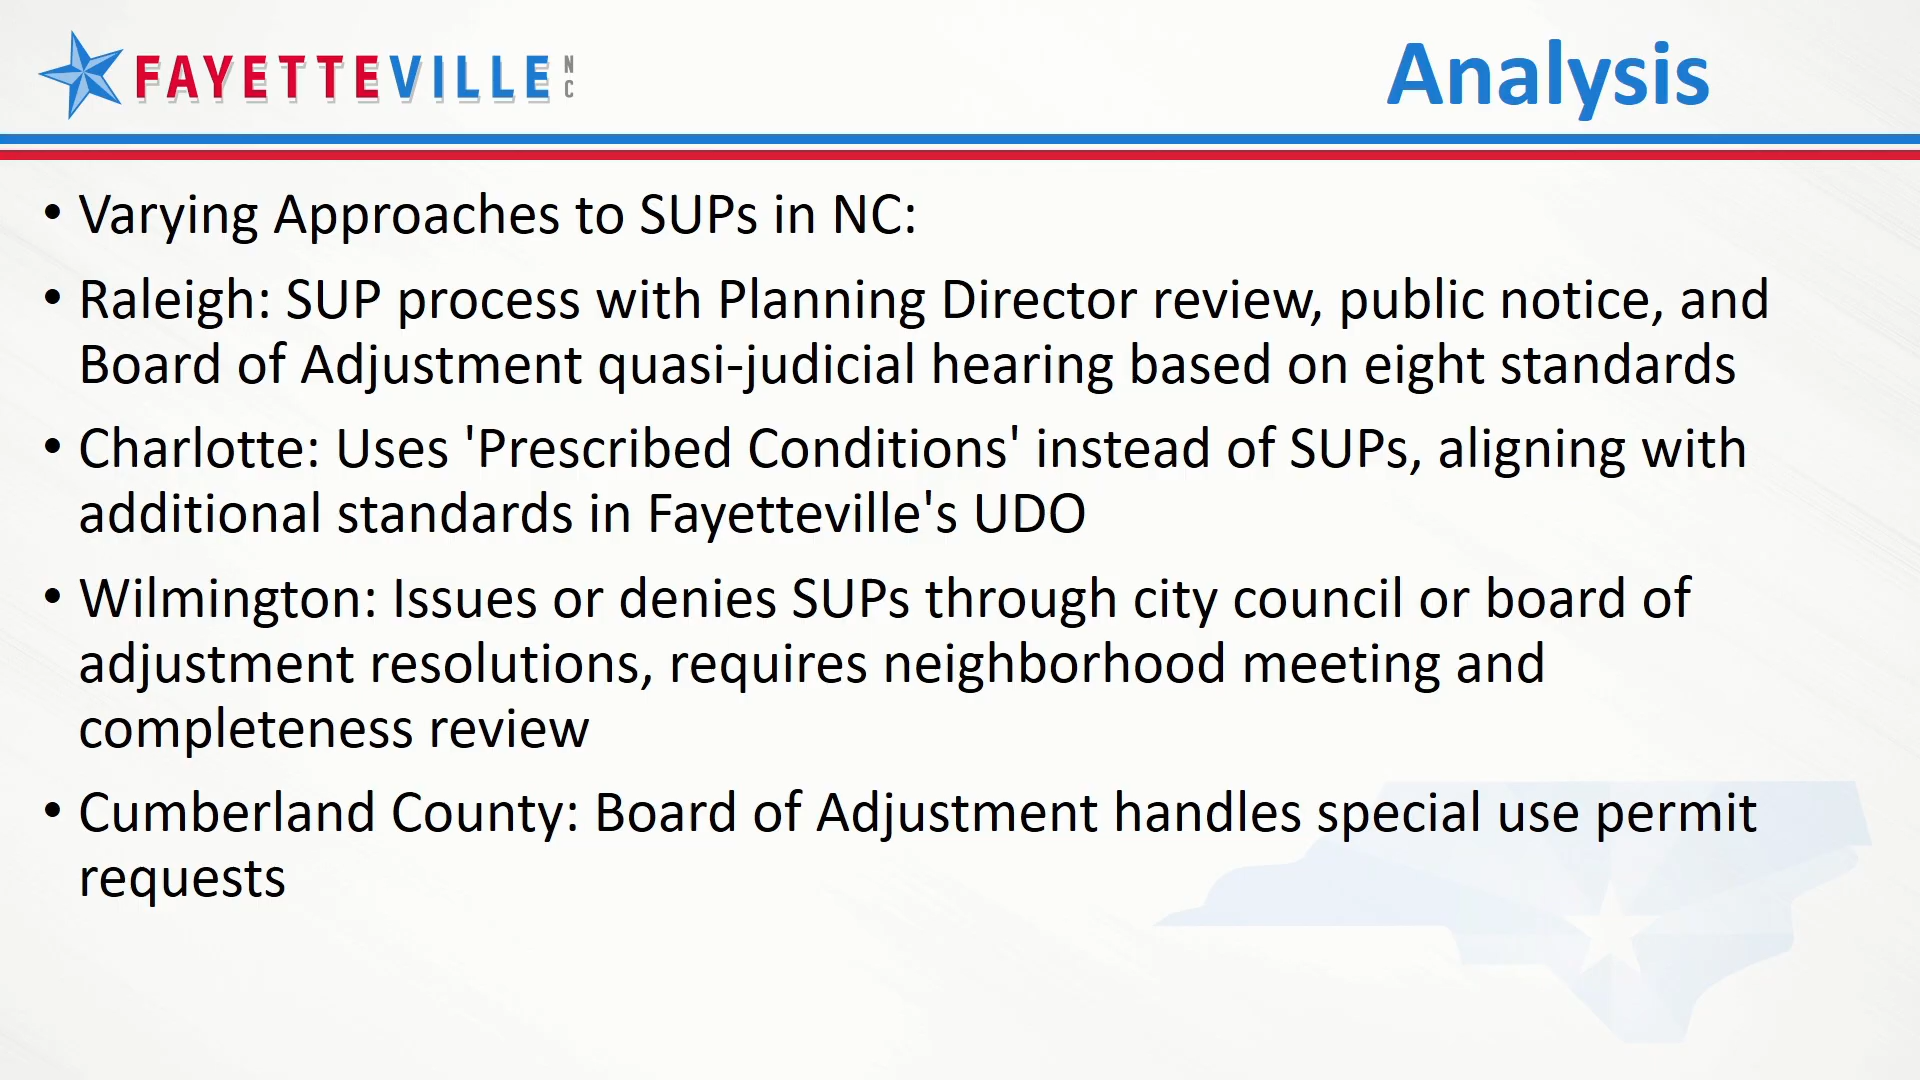 FAYETTEVILLE NC
Analysis
• Varying Approaches to SUPs in NC:
• Raleigh: SUP process with Planning Director review, public notice, and
Board of Adjustment quasi-judicial hearing based on eight standards
• Charlotte: Uses 'Prescribed Conditions' instead of SUPs, aligning with
additional standards in Fayetteville's UDO
• Wilmington: Issues or denies SUPs through city council or board of
adjustment resolutions, requires neighborhood meeting and
completeness review
• Cumberland County: Board of Adjustment handles special use permit
requests